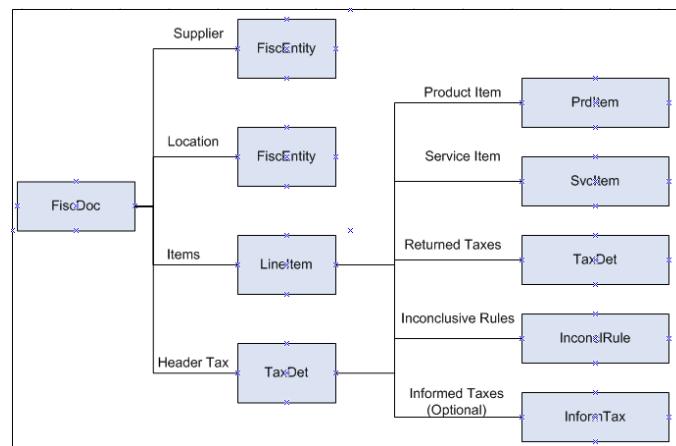 Supplier
FiscEntity
Product Item
PrdItem
Location
FiscEntity
Service Item
SvcItem
FiscDoc
Items
LineItem
Returned Taxes
TaxDet
Inconclusive Rules
InconclRule
Header Tax
TaxDet
Informed Taxes
(Optional)
InformTax